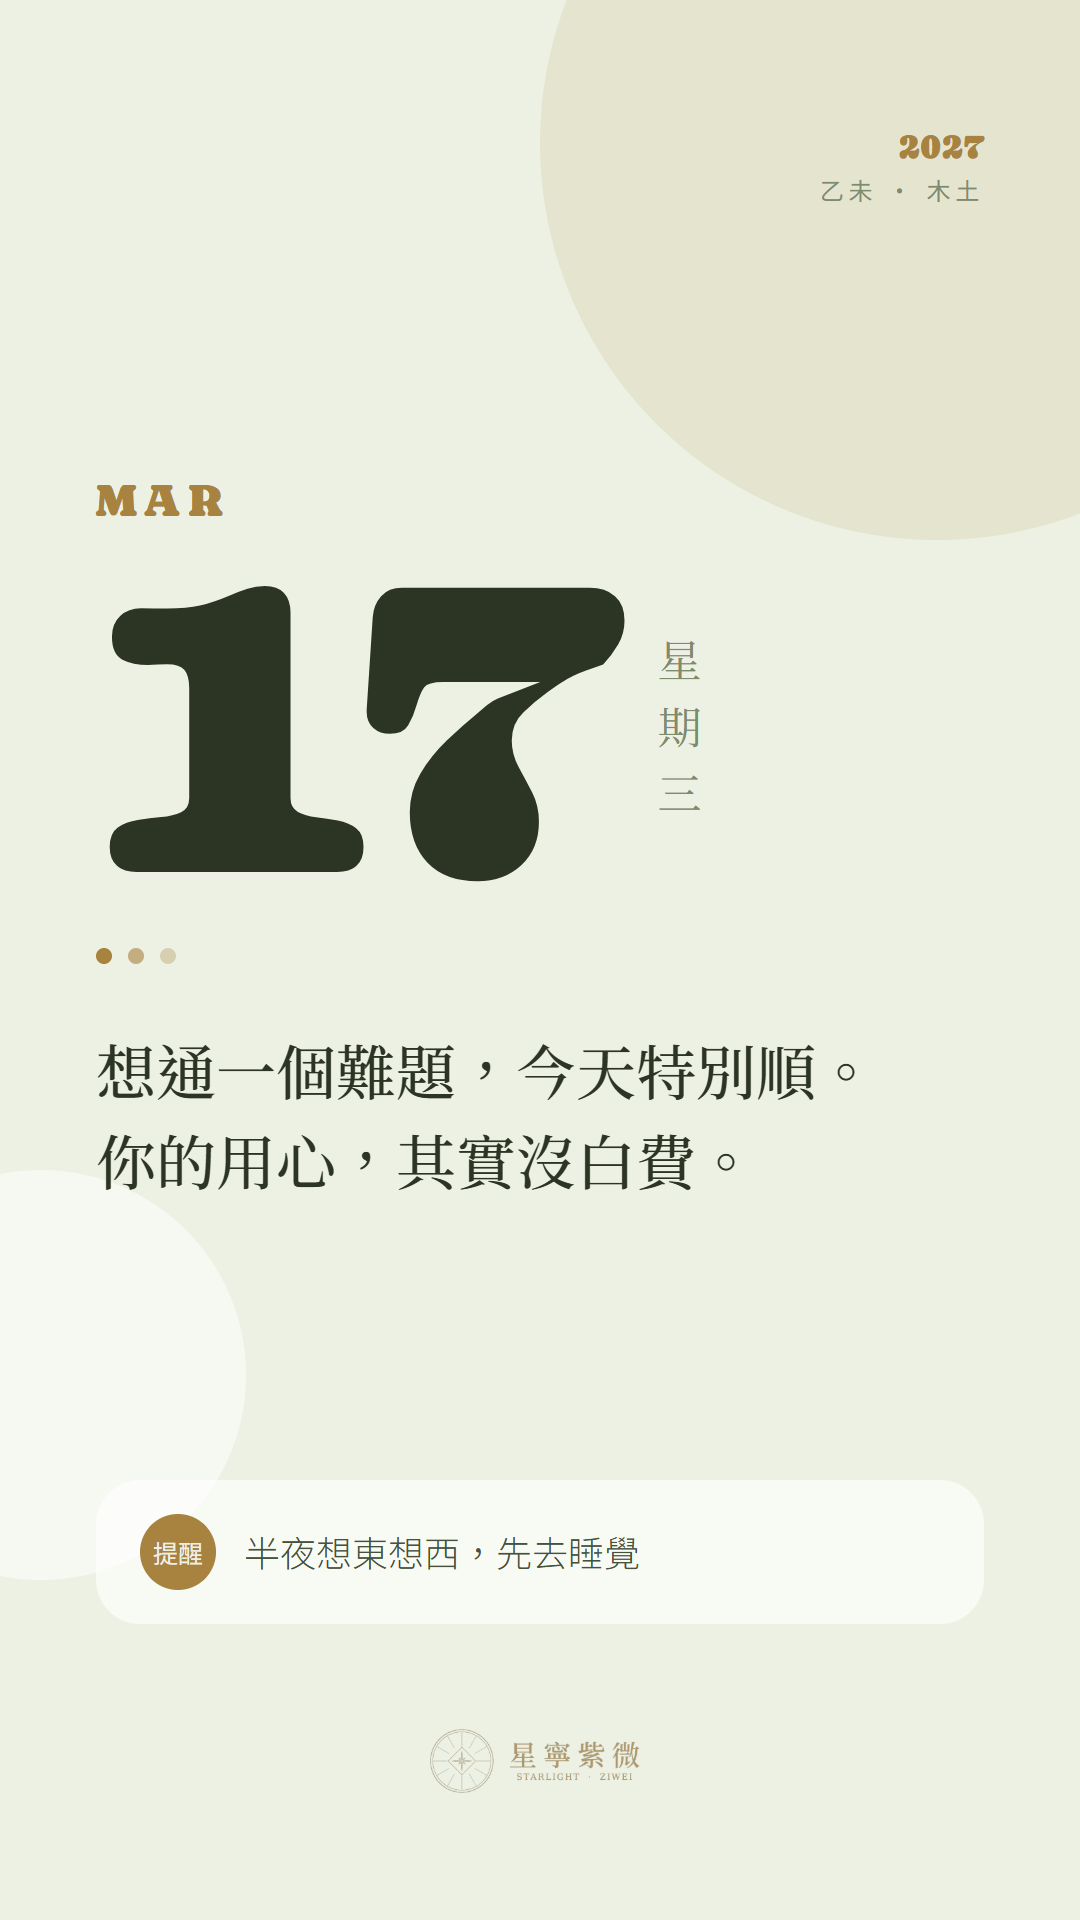 2027
乙未 · 木土
MAR
17
星期三
想通一個難題，今天特別順。
你的用心，其實沒白費。
提醒
半夜想東想西，先去睡覺
星寧紫微
STARLIGHT · ZIWEI